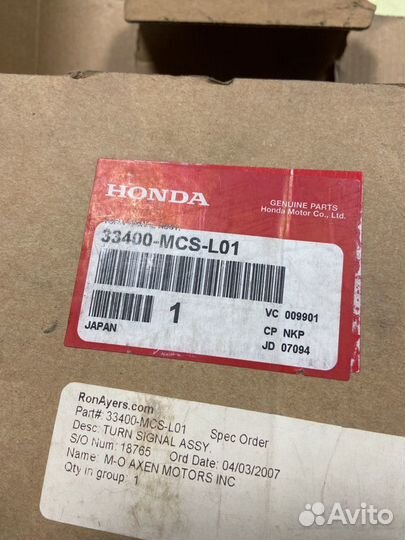 HONDA
GENUINE PARTS
Honda Motor Co., Ltd.
33400-MCS-L01
1
JAPAN
VC 009901
CP NKP
JD 07094
RonAyers.com
Part#: 33400-MCS-L01 Spec Order
Desc: TURN SIGNAL ASSY.
S/O Num: 18765 Ord Date: 04/03/2007
Name: M-O AXEN MOTORS INC
Qty in group: 1
Avito